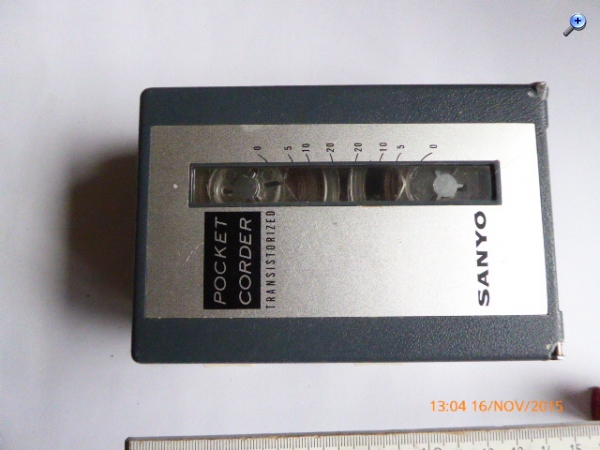 0 5 10 20 20 10 5 0
POCKET
CORDER
TRANSISTORIZED
SANYO
13:04 16/NOV/2015